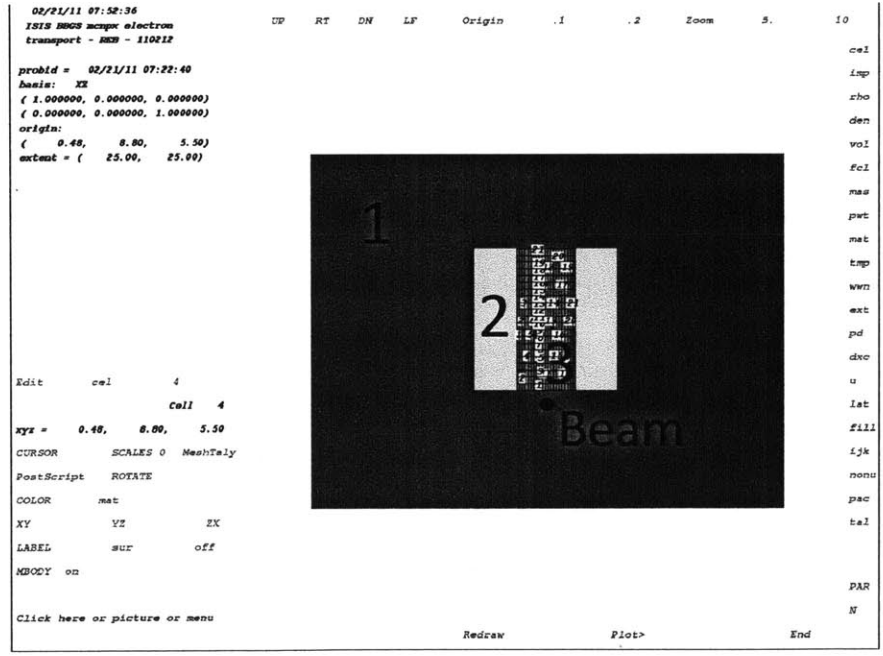 02/21/11 07:52:36
ISIS BBGS mcnpx electron
transport - REB - 110212
probid = 02/21/11 07:22:40
basis: XZ
( 1.000000, 0.000000, 0.000000)
( 0.000000, 0.000000, 1.000000)
origin:
( 0.48, 8.80, 5.50)
extent = ( 25.00, 25.00)
UP RT DN LF Origin .1 .2 Zoom 5. 10
cel
imp
rho
den
vol
fcl
mas
pwt
mat
tmp
wwn
ext
pd
dxc
u
lat
fill
ijk
nonu
pac
tal
PAR
N
1
2
3
Beam
Edit cel 4
Cell 4
xyz = 0.48, 8.80, 5.50
CURSOR SCALES 0 MeshTaly
PostScript ROTATE
COLOR mat
XY YZ ZX
LABEL sur off
MBODY on
Click here or picture or menu
Redraw Plot> End